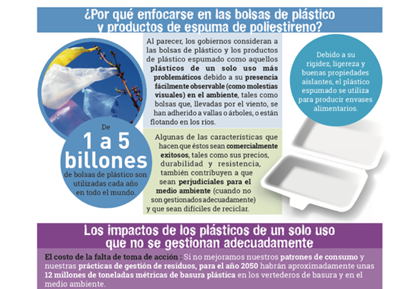 ¿Por qué enfocarse en las bolsas de plástico
y productos de espuma de poliestireno?
Al parecer, los gobiernos consideran a
las bolsas de plástico y los productos
de plástico espumado como aquellos
plásticos de un solo uso más
problemáticos debido a su presencia
fácilmente observable (como molestias
visuales) en el ambiente, tales como
bolsas que, llevadas por el viento, se
han adherido a vallas o árboles, o están
flotando en los ríos.
Debido a su
rigidez, ligereza y
buenas propiedades
aislantes, el plástico
espumado se utiliza
para producir envases
alimentarios.
De
1 a 5
billones
de bolsas de plástico son
utilizadas cada año
en todo el mundo.
Algunas de las características que
hacen que éstos sean comercialmente
exitosos, tales como sus precios,
durabilidad y resistencia,
también contribuyen a que
sean perjudiciales para el
medio ambiente (cuando no
son gestionados adecuadamente)
y que sean difíciles de reciclar.
Los impactos de los plásticos de un solo uso
que no se gestionan adecuadamente
El costo de la falta de toma de acción : Si no mejoramos nuestros patrones de consumo y
nuestras prácticas de gestión de residuos, para el año 2050 habrán aproximadamente unas
12 millones de toneladas métricas de basura plástica en los vertederos de basura y en el
medio ambiente.